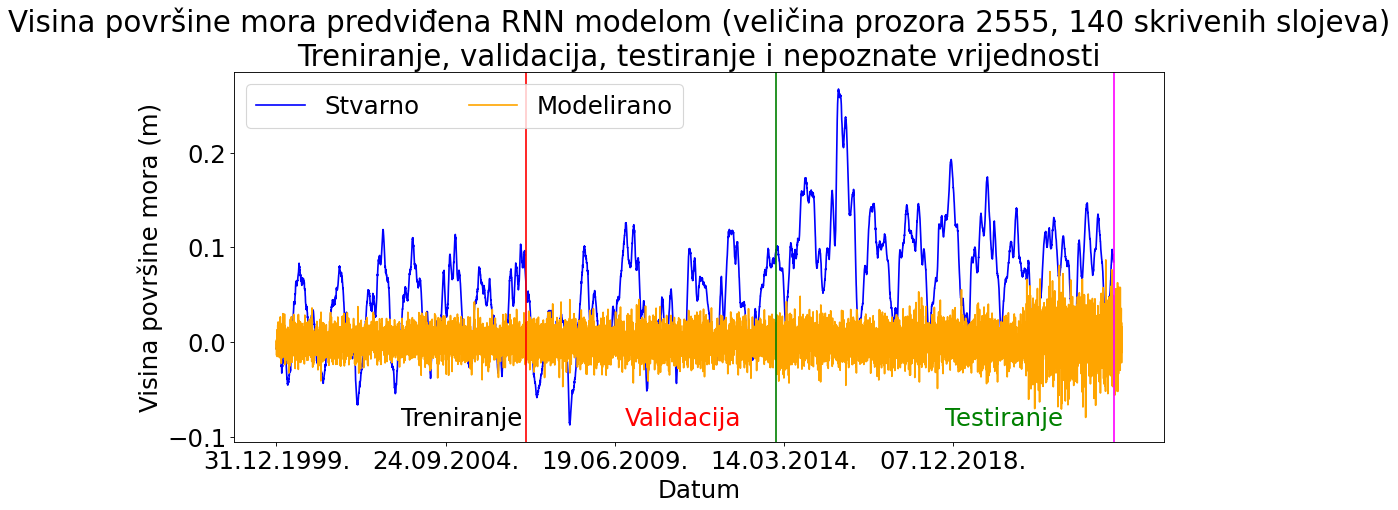 Visina površine mora predviđena RNN modelom (veličina prozora 2555, 140 skrivenih slojeva)
Treniranje, validacija, testiranje i nepoznate vrijednosti
Stvarno Modelirano
Visina površine mora (m)
0.2
0.1
0.0
−0.1
Treniranje Validacija Testiranje
31.12.1999. 24.09.2004. 19.06.2009. 14.03.2014. 07.12.2018.
Datum